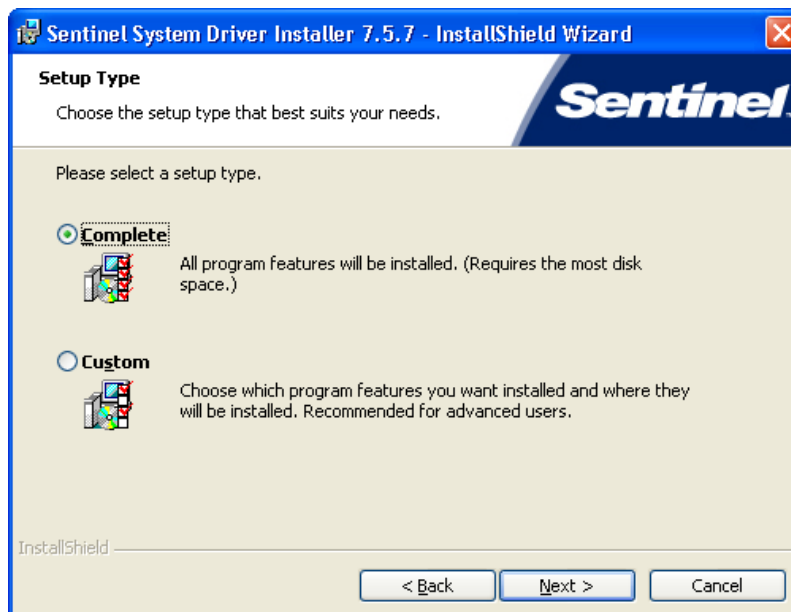 Sentinel System Driver Installer 7.5.7 - InstallShield Wizard
Setup Type
Choose the setup type that best suits your needs.
Sentinel
Please select a setup type.
Complete
All program features will be installed. (Requires the most disk
space.)
Custom
Choose which program features you want installed and where they
will be installed. Recommended for advanced users.
InstallShield
< Back
Next >
Cancel